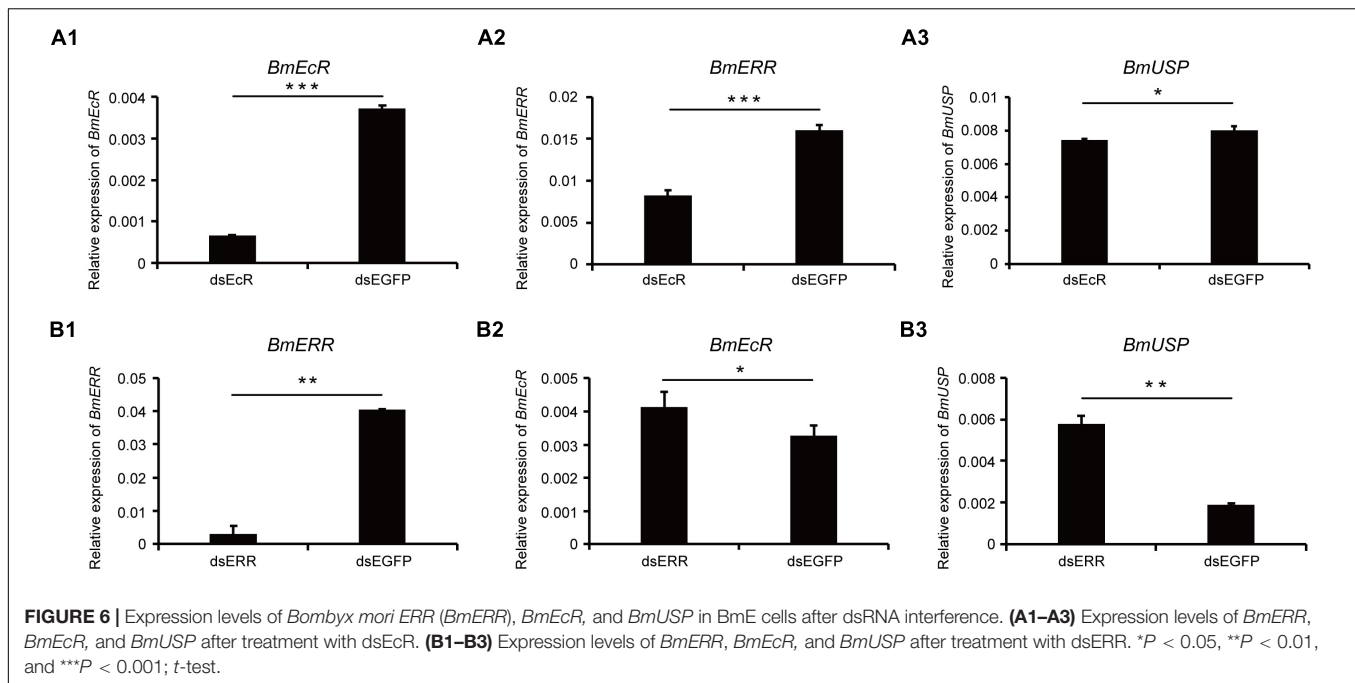 A1
BmEcR
***
Relative expression of BmEcR
0.004
0.003
0.002
0.001
0
dsEcR dsEGFP
A2
BmERR
***
Relative expression of BmERR
0.02
0.015
0.01
0.005
0
dsEcR dsEGFP
A3
BmUSP
*
Relative expression of BmUSP
0.01
0.008
0.006
0.004
0.002
0
dsEcR dsEGFP
B1
BmERR
**
Relative expression of BmERR
0.05
0.04
0.03
0.02
0.01
0
dsERR dsEGFP
B2
BmEcR
*
Relative expression of BmEcR
0.005
0.004
0.003
0.002
0.001
0
dsERR dsEGFP
B3
BmUSP
**
Relative expression of BmUSP
0.008
0.006
0.004
0.002
0
dsERR dsEGFP
FIGURE 6 | Expression levels of Bombyx mori ERR (BmERR), BmEcR, and BmUSP in BmE cells after dsRNA interference. (A1–A3) Expression levels of BmERR,
BmEcR, and BmUSP after treatment with dsEcR. (B1–B3) Expression levels of BmERR, BmEcR, and BmUSP after treatment with dsERR. *P < 0.05, **P < 0.01,
and ***P < 0.001; t-test.